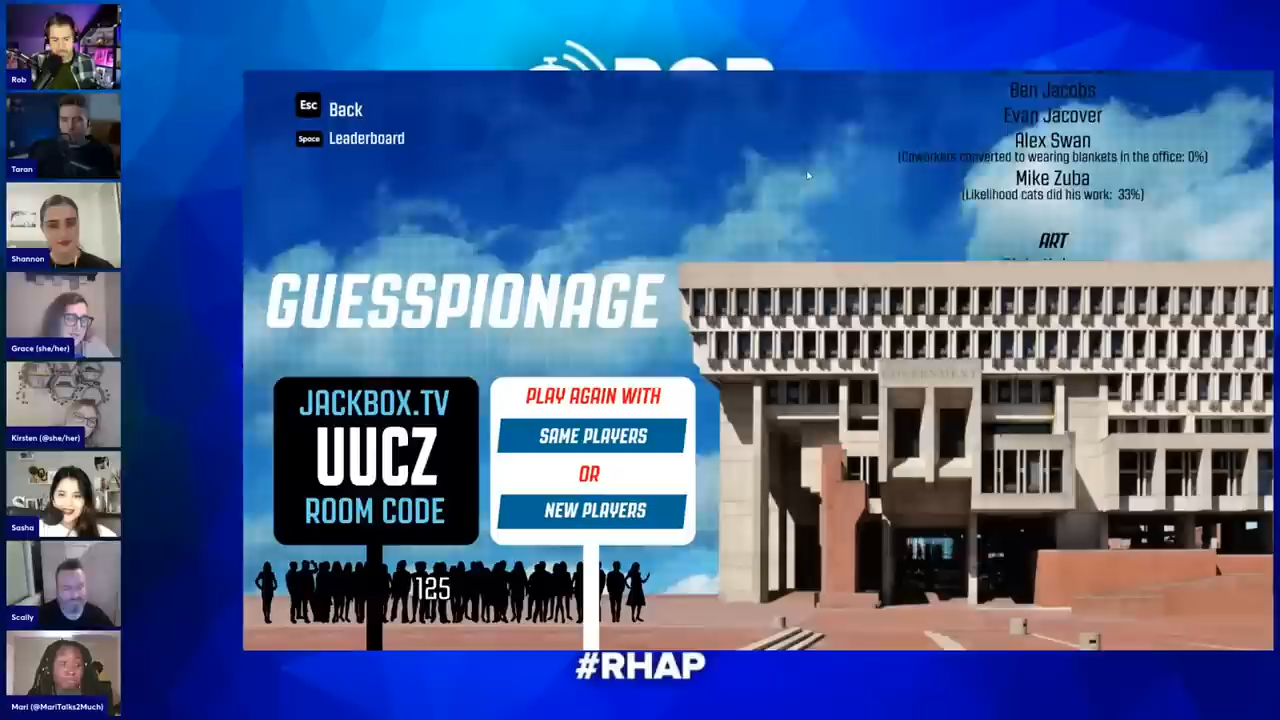 Rob
Taran
Shannon
Grace (she/her)
Kirsten (@she/her)
Sasha
Scally
Mari (@MariTalks2Much)
Esc Back
Space Leaderboard
Ben Jacobs
Evan Jacover
Alex Swan
(Coworkers converted to wearing blankets in the office: 0%)
Mike Zuba
(Likelihood cats did his work: 33%)
ART
GUESSPIONAGE
JACKBOX.TV
UUCZ
ROOM CODE
PLAY AGAIN WITH
SAME PLAYERS
OR
NEW PLAYERS
GOVERNMENT
125
#RHAP